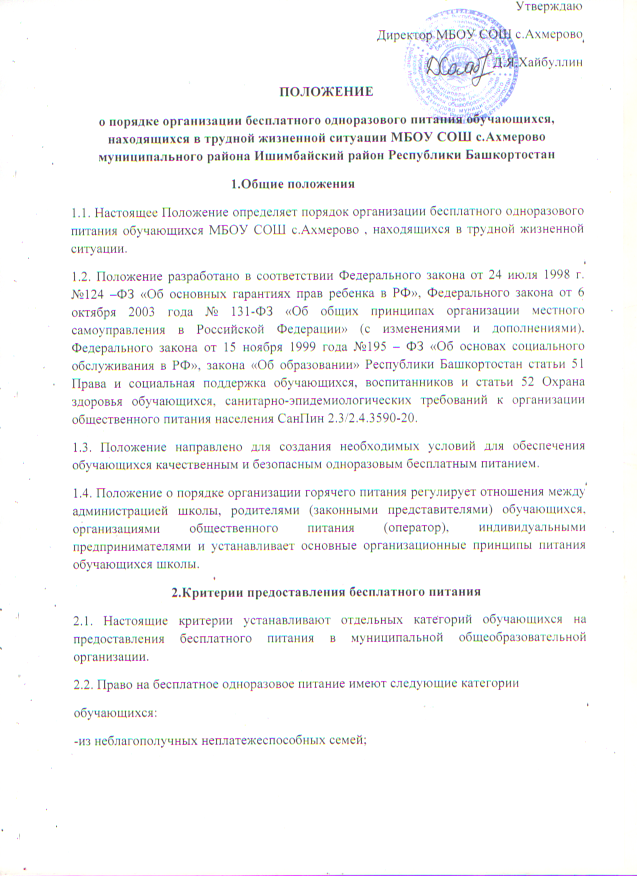 Утверждаю
Директор МБОУ СОШ с.Ахмерово
Д.Я.Хайбуллин
ПОЛОЖЕНИЕ
о порядке организации бесплатного одноразового питания обучающихся,
находящихся в трудной жизненной ситуации МБОУ СОШ с.Ахмерово
муниципального района Ишимбайский район Республики Башкортостан
1.Общие положения
1.1. Настоящее Положение определяет порядок организации бесплатного одноразового
питания обучающихся МБОУ СОШ с.Ахмерово , находящихся в трудной жизненной
ситуации.
1.2. Положение разработано в соответствии Федерального закона от 24 июля 1998 г.
№124 –ФЗ «Об основных гарантиях прав ребенка в РФ», Федерального закона от 6
октября 2003 года № 131-ФЗ «Об общих принципах организации местного
самоуправления в Российской Федерации» (с изменениями и дополнениями).
Федерального закона от 15 ноября 1999 года №195 – ФЗ «Об основах социального
обслуживания в РФ», закона «Об образовании» Республики Башкортостан статьи 51
Права и социальная поддержка обучающихся, воспитанников и статьи 52 Охрана
здоровья обучающихся, санитарно-эпидемиологических требований к организации
общественного питания населения СанПин 2.3/2.4.3590-20.
1.3. Положение направлено для создания необходимых условий для обеспечения
обучающихся качественным и безопасным одноразовым бесплатным питанием.
1.4. Положение о порядке организации горячего питания регулирует отношения между
администрацией школы, родителями (законными представителями) обучающихся,
организациями общественного питания (оператор), индивидуальными
предпринимателями и устанавливает основные организационные принципы питания
обучающихся школы.
2.Критерии предоставления бесплатного питания
2.1. Настоящие критерии устанавливают отдельных категорий обучающихся на
предоставления бесплатного питания в муниципальной общеобразовательной
организации.
2.2. Право на бесплатное одноразовое питание имеют следующие категории
обучающихся:
-из неблагополучных неплатежеспособных семей;